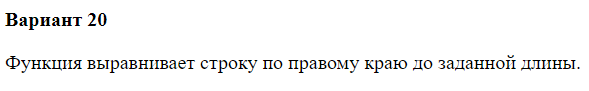 Вариант 20
Функция выравнивает строку по правому краю до заданной длины.